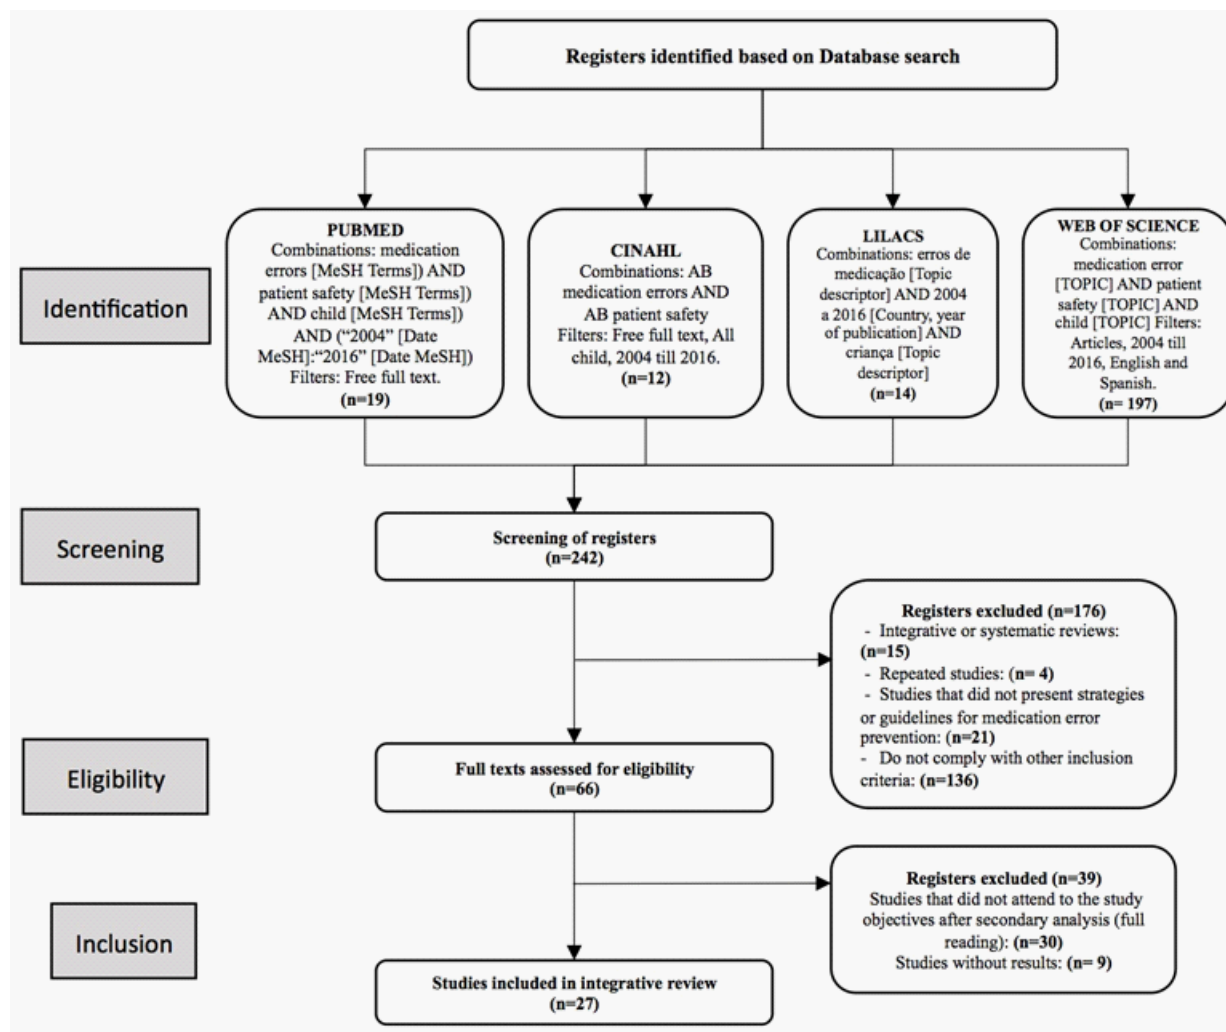 Registers identified based on Database search
Identification
PUBMED
Combinations: medication
errors [MeSH Terms]) AND
patient safety [MeSH Terms])
AND child [MeSH Terms])
AND (“2004” [Date
MeSH]:“2016” [Date MeSH])
Filters: Free full text.
(n=19)
CINAHL
Combinations: AB
medication errors AND
AB patient safety
Filters: Free full text, All
child, 2004 till 2016.
(n=12)
LILACS
Combinations: erros de
medicação [Topic
descriptor] AND 2004
a 2016 [Country, year
of publication] AND
criança [Topic
descriptor]
(n=14)
WEB OF SCIENCE
Combinations:
medication error
[TOPIC] AND patient
safety [TOPIC] AND
child [TOPIC] Filters:
Articles, 2004 till
2016, English and
Spanish.
(n= 197)
Screening
Screening of registers
(n=242)
Registers excluded (n=176)
- Integrative or systematic reviews:
(n=15)
- Repeated studies: (n= 4)
- Studies that did not present strategies
or guidelines for medication error
prevention: (n=21)
- Do not comply with other inclusion
criteria: (n=136)
Eligibility
Full texts assessed for eligibility
(n=66)
Registers excluded (n=39)
Studies that did not attend to the study
objectives after secondary analysis (full
reading): (n=30)
Studies without results: (n= 9)
Inclusion
Studies included in integrative review
(n=27)